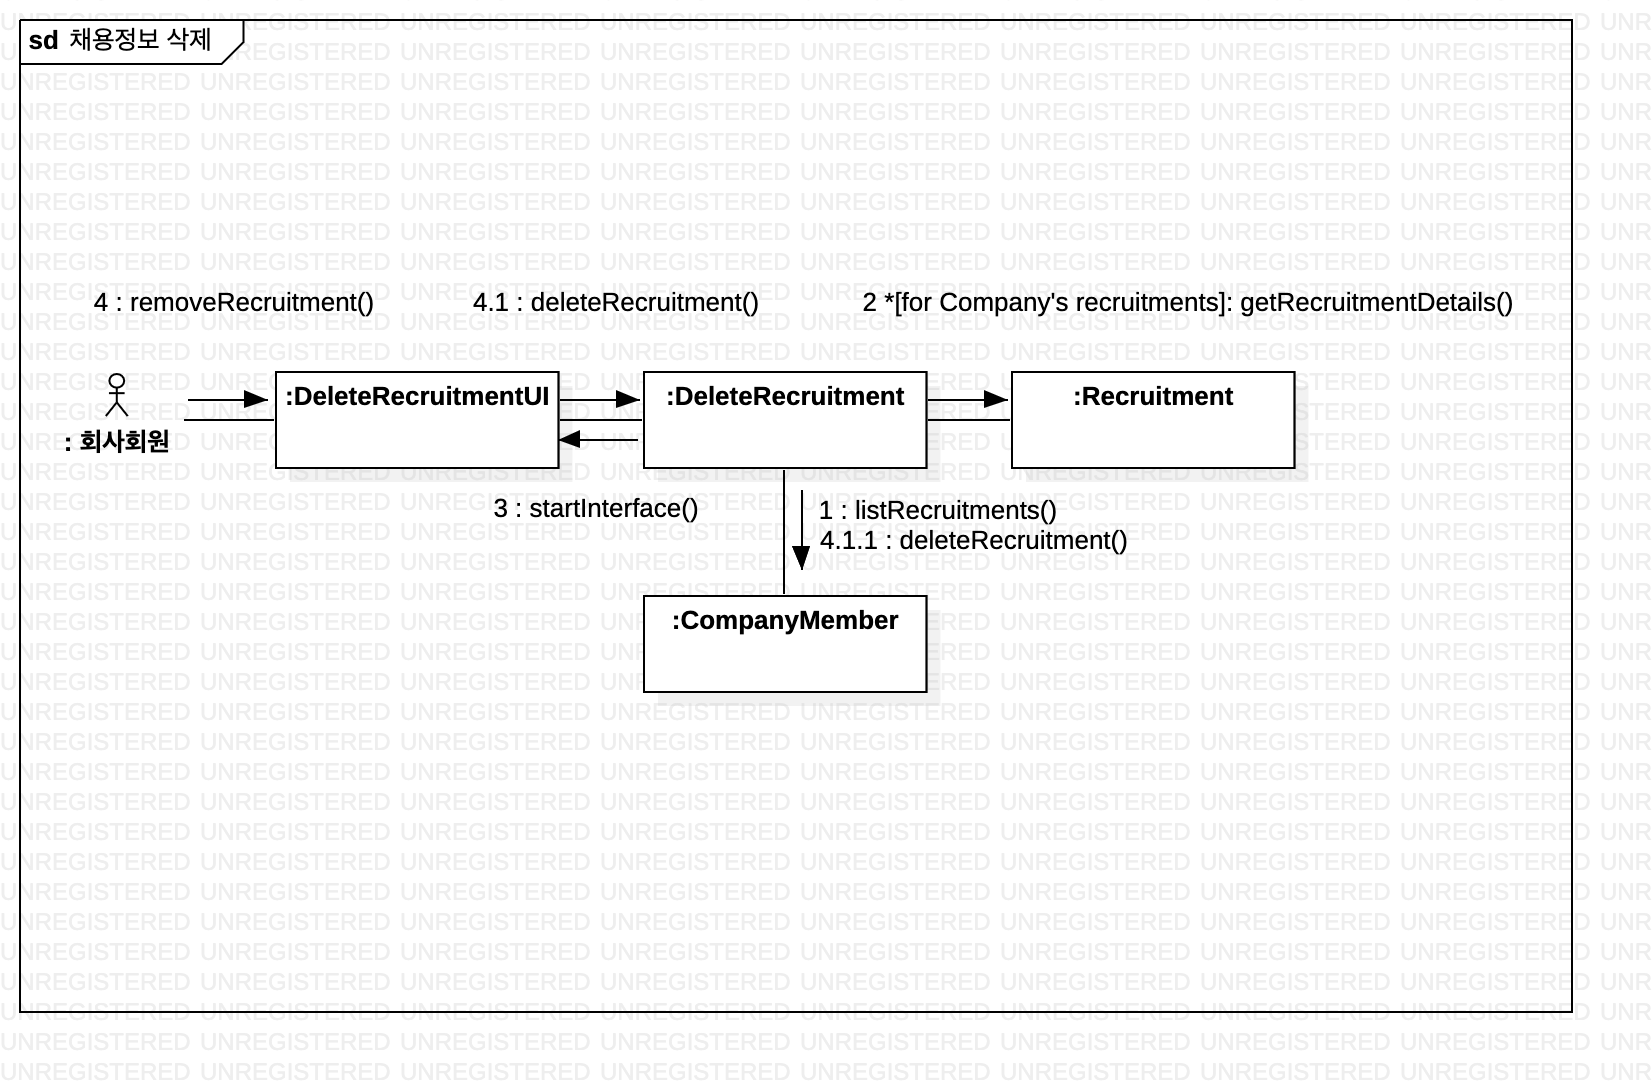 sd 채용정보 삭제
4 : removeRecruitment()
4.1 : deleteRecruitment()
2 *[for Company's recruitments]: getRecruitmentDetails()
:DeleteRecruitmentUI
:DeleteRecruitment
:Recruitment
: 회사회원
3 : startInterface()
1 : listRecruitments()
4.1.1 : deleteRecruitment()
:CompanyMember
UNREGISTERED